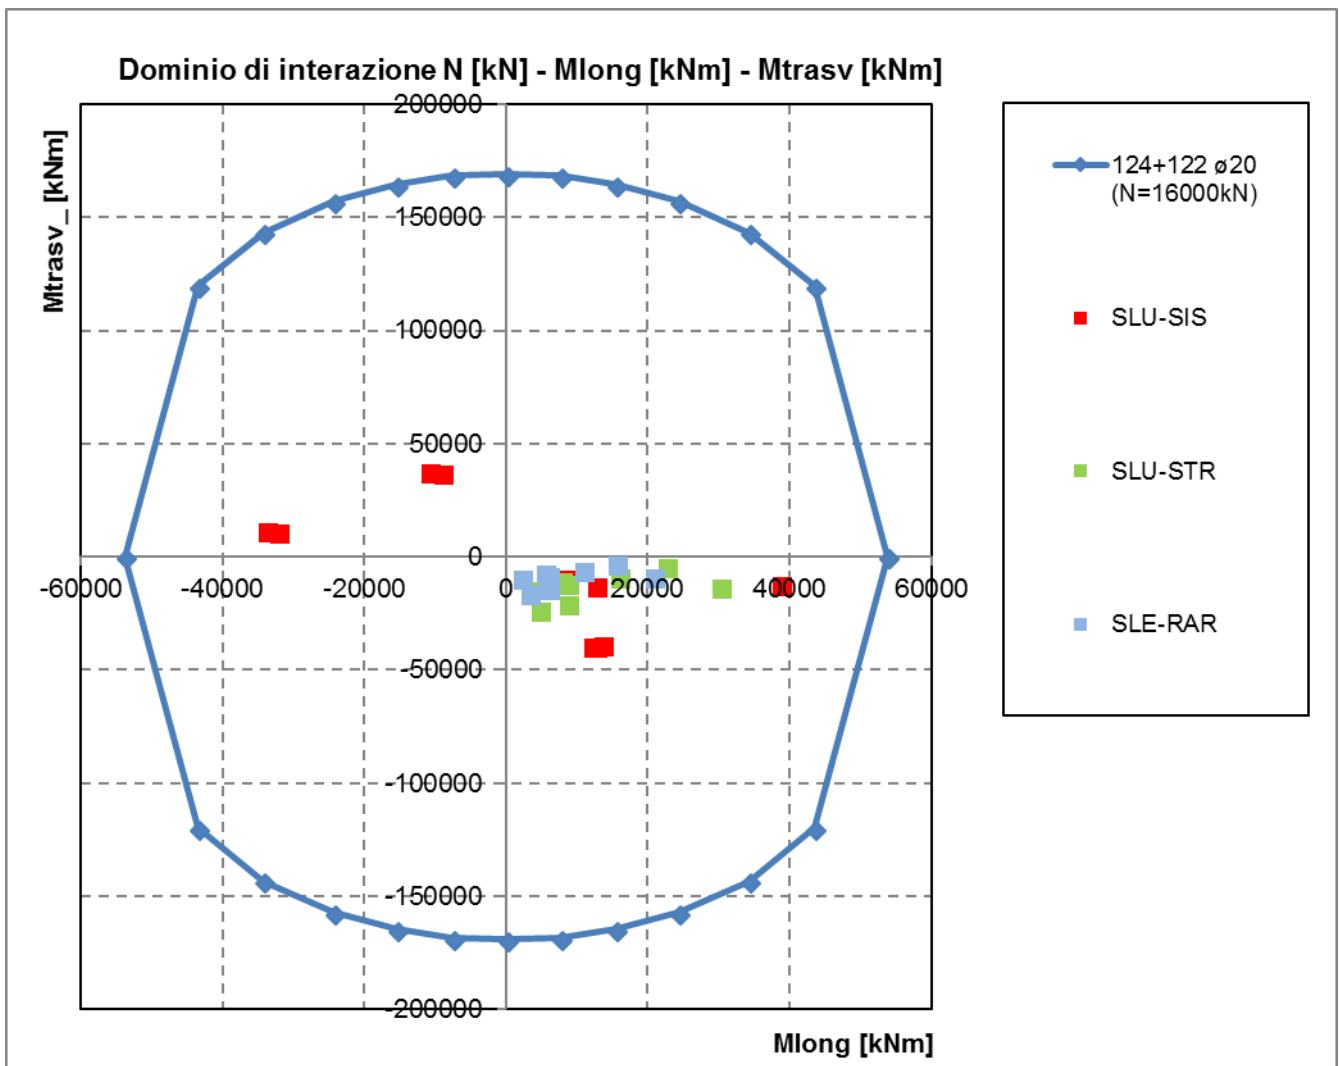 Dominio di interazione N [kN] - Mlong [kNm] - Mtrasv [kNm]
Mtrasv_ [kNm]
200000
150000
100000
50000
0
-50000
-100000
-150000
-200000
-60000 -40000 -20000 0 20000 40000 60000
Mlong [kNm]
124+122 ø20
(N=16000kN)
SLU-SIS
SLU-STR
SLE-RAR